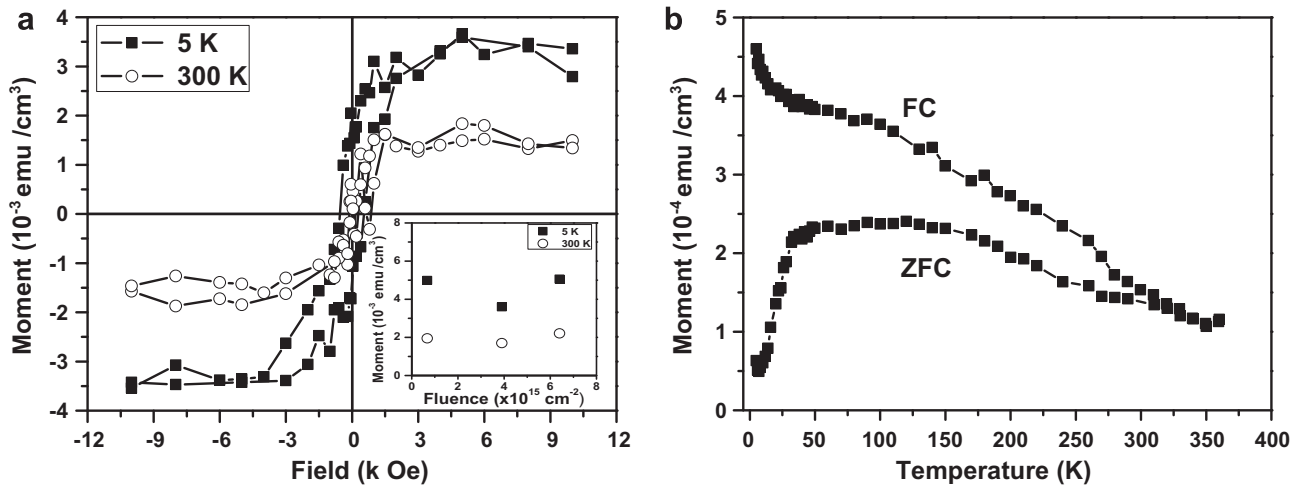 a
5 K
300 K
Moment (10⁻³ emu /cm³)
4
3
2
1
0
-1
-2
-3
-4
-12 -9 -6 -3 0 3 6 9 12
Field (k Oe)
8
6
4
2
0
5 K
300 K
Moment (10⁻³ emu /cm³)
0 2 4 6 8
Fluence (x10¹⁵ cm⁻²)
b
FC
ZFC
Moment (10⁻⁴ emu /cm³)
5
4
3
2
1
0
0 50 100 150 200 250 300 350 400
Temperature (K)